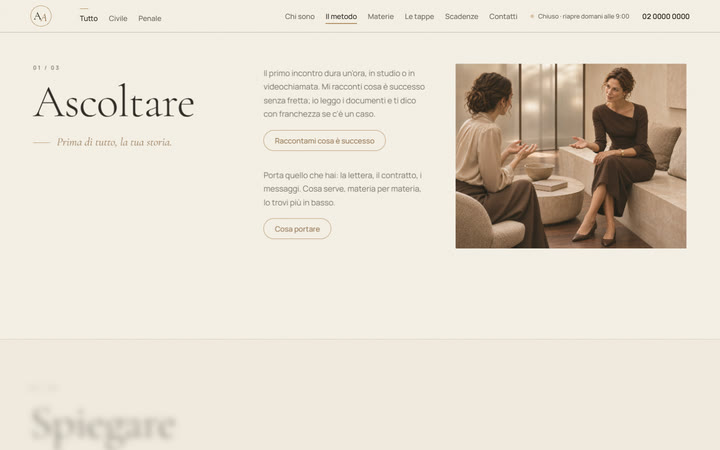 AA
Tutto Civile Penale
Chi sono Il metodo Materie Le tappe Scadenze Contatti Chiuso · riapre domani alle 9:00 02 0000 0000
01 / 03
Ascoltare
Prima di tutto, la tua storia.
Il primo incontro dura un'ora, in studio o in
videochiamata. Mi racconti cosa è successo
senza fretta; io leggo i documenti e ti dico
con franchezza se c'è un caso.
Raccontami cosa è successo
Porta quello che hai: la lettera, il contratto, i
messaggi. Cosa serve, materia per materia,
lo trovi più in basso.
Cosa portare
Spiegare